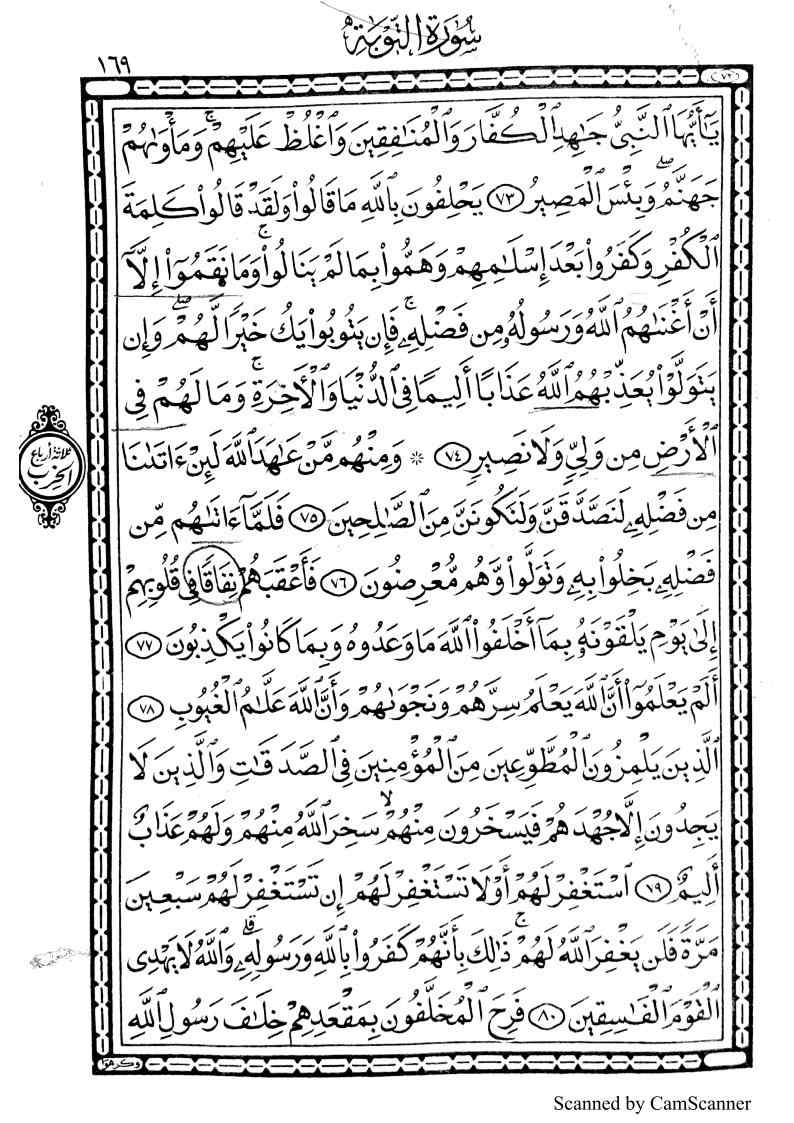 سُورَةُ التَّوْبَةِ
١٦٩
(٧٣)
يَٰٓأَيُّهَا ٱلنَّبِيُّ جَٰهِدِ ٱلْكُفَّارَ وَٱلْمُنَٰفِقِينَ وَٱغْلُظْ عَلَيْهِمْ ۚ وَمَأْوَىٰهُمْ
جَهَنَّمُ ۖ وَبِئْسَ ٱلْمَصِيرُ ٧٣ يَحْلِفُونَ بِٱللَّهِ مَا قَالُوا۟ وَلَقَدْ قَالُوا۟ كَلِمَةَ
ٱلْكُفْرِ وَكَفَرُوا۟ بَعْدَ إِسْلَٰمِهِمْ وَهَمُّوا۟ بِمَا لَمْ يَنَالُوا۟ ۚ وَمَا نَقَمُوٓا۟ إِلَّآ
أَنْ أَغْنَىٰهُمُ ٱللَّهُ وَرَسُولُهُۥ مِن فَضْلِهِۦ ۚ فَإِن يَتُوبُوا۟ يَكُ خَيْرًا لَّهُمْ ۖ وَإِن
يَتَوَلَّوْا۟ يُعَذِّبْهُمُ ٱللَّهُ عَذَابًا أَلِيمًا فِى ٱلدُّنْيَا وَٱلْءَاخِرَةِ ۚ وَمَا لَهُمْ فِى
ٱلْأَرْضِ مِن وَلِىٍّ وَلَا نَصِيرٍ ٧٤ ۞ وَمِنْهُم مَّنْ عَٰهَدَ ٱللَّهَ لَئِنْ ءَاتَىٰنَا
مِن فَضْلِهِۦ لَنَصَّدَّقَنَّ وَلَنَكُونَنَّ مِنَ ٱلصَّٰلِحِينَ ٧٥ فَلَمَّآ ءَاتَىٰهُم مِّن
فَضْلِهِۦ بَخِلُوا۟ بِهِۦ وَتَوَلَّوا۟ وَّهُم مُّعْرِضُونَ ٧٦ فَأَعْقَبَهُمْ نِفَاقًا فِى قُلُوبِهِمْ
إِلَىٰ يَوْمِ يَلْقَوْنَهُۥ بِمَآ أَخْلَفُوا۟ ٱللَّهَ مَا وَعَدُوهُ وَبِمَا كَانُوا۟ يَكْذِبُونَ ٧٧
أَلَمْ يَعْلَمُوٓا۟ أَنَّ ٱللَّهَ يَعْلَمُ سِرَّهُمْ وَنَجْوَىٰهُمْ وَأَنَّ ٱللَّهَ عَلَّٰمُ ٱلْغُيُوبِ ٧٨
ٱلَّذِينَ يَلْمِزُونَ ٱلْمُطَّوِّعِينَ مِنَ ٱلْمُؤْمِنِينَ فِى ٱلصَّدَقَٰتِ وَٱلَّذِينَ لَا
يَجِدُونَ إِلَّا جُهْدَهُمْ فَيَسْخَرُونَ مِنْهُمْ ۙ سَخِرَ ٱللَّهُ مِنْهُمْ وَلَهُمْ عَذَابٌ
أَلِيمٌ ٧٩ ٱسْتَغْفِرْ لَهُمْ أَوْ لَا تَسْتَغْفِرْ لَهُمْ إِن تَسْتَغْفِرْ لَهُمْ سَبْعِينَ
مَرَّةً فَلَن يَغْفِرَ ٱللَّهُ لَهُمْ ۚ ذَٰلِكَ بِأَنَّهُمْ كَفَرُوا۟ بِٱللَّهِ وَرَسُولِهِۦ ۗ وَٱللَّهُ لَا يَهْدِى
ٱلْقَوْمَ ٱلْفَٰسِقِينَ ٨٠ فَرِحَ ٱلْمُخَلَّفُونَ بِمَقْعَدِهِمْ خِلَٰفَ رَسُولِ ٱللَّهِ
ثلاثة أرباع
الحزب
وكرهوا
Scanned by CamScanner